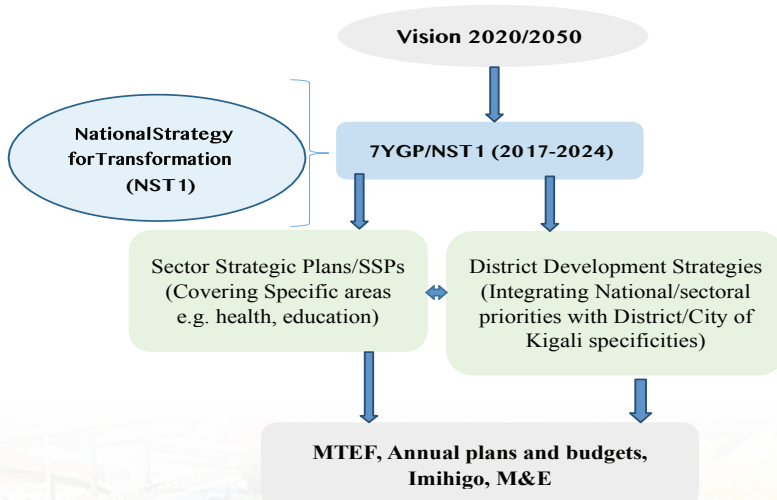 Vision 2020/2050
NationalStrategy
forTransformation
(NST1)
7YGP/NST1 (2017-2024)
Sector Strategic Plans/SSPs
(Covering Specific areas
e.g. health, education)
District Development Strategies
(Integrating National/sectoral
priorities with District/City of
Kigali specificities)
MTEF, Annual plans and budgets,
Imihigo, M&E